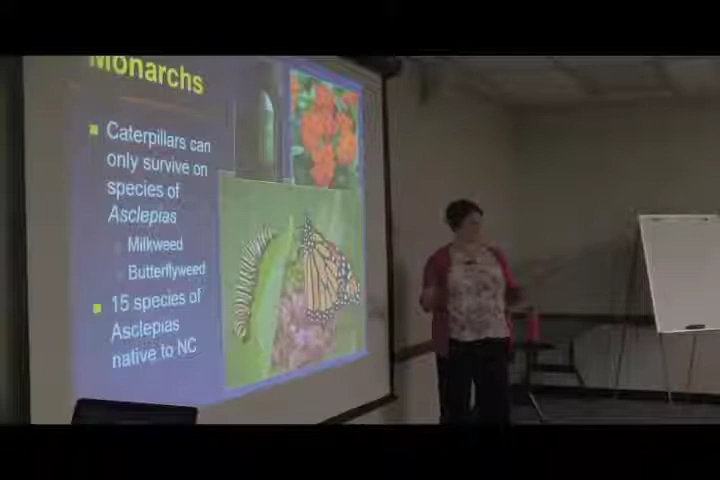 Monarchs
Caterpillars can
only survive on
species of
Asclepias
Milkweed
Butterflyweed
15 species of
Asclepias
native to NC